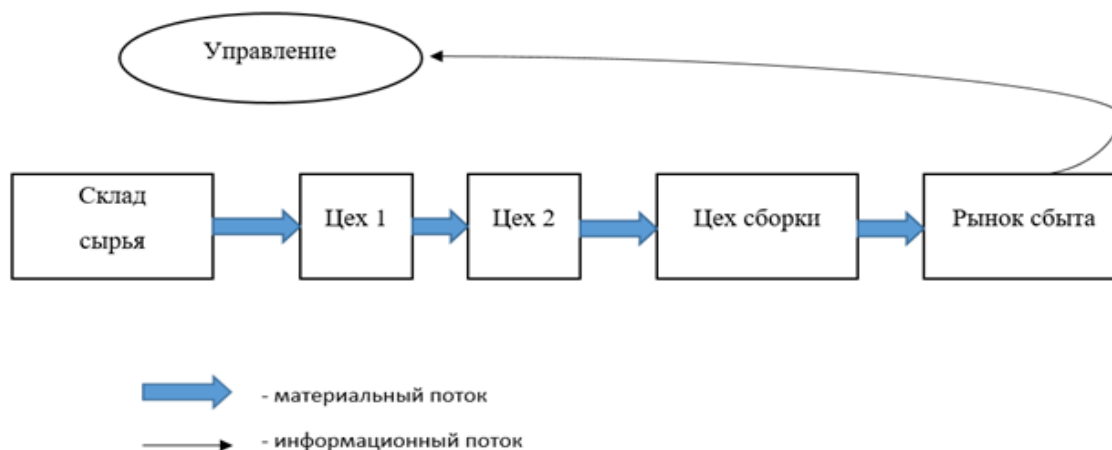 Управление
Склад
сырья
Цех 1
Цех 2
Цех сборки
Рынок сбыта
- материальный поток
- информационный поток